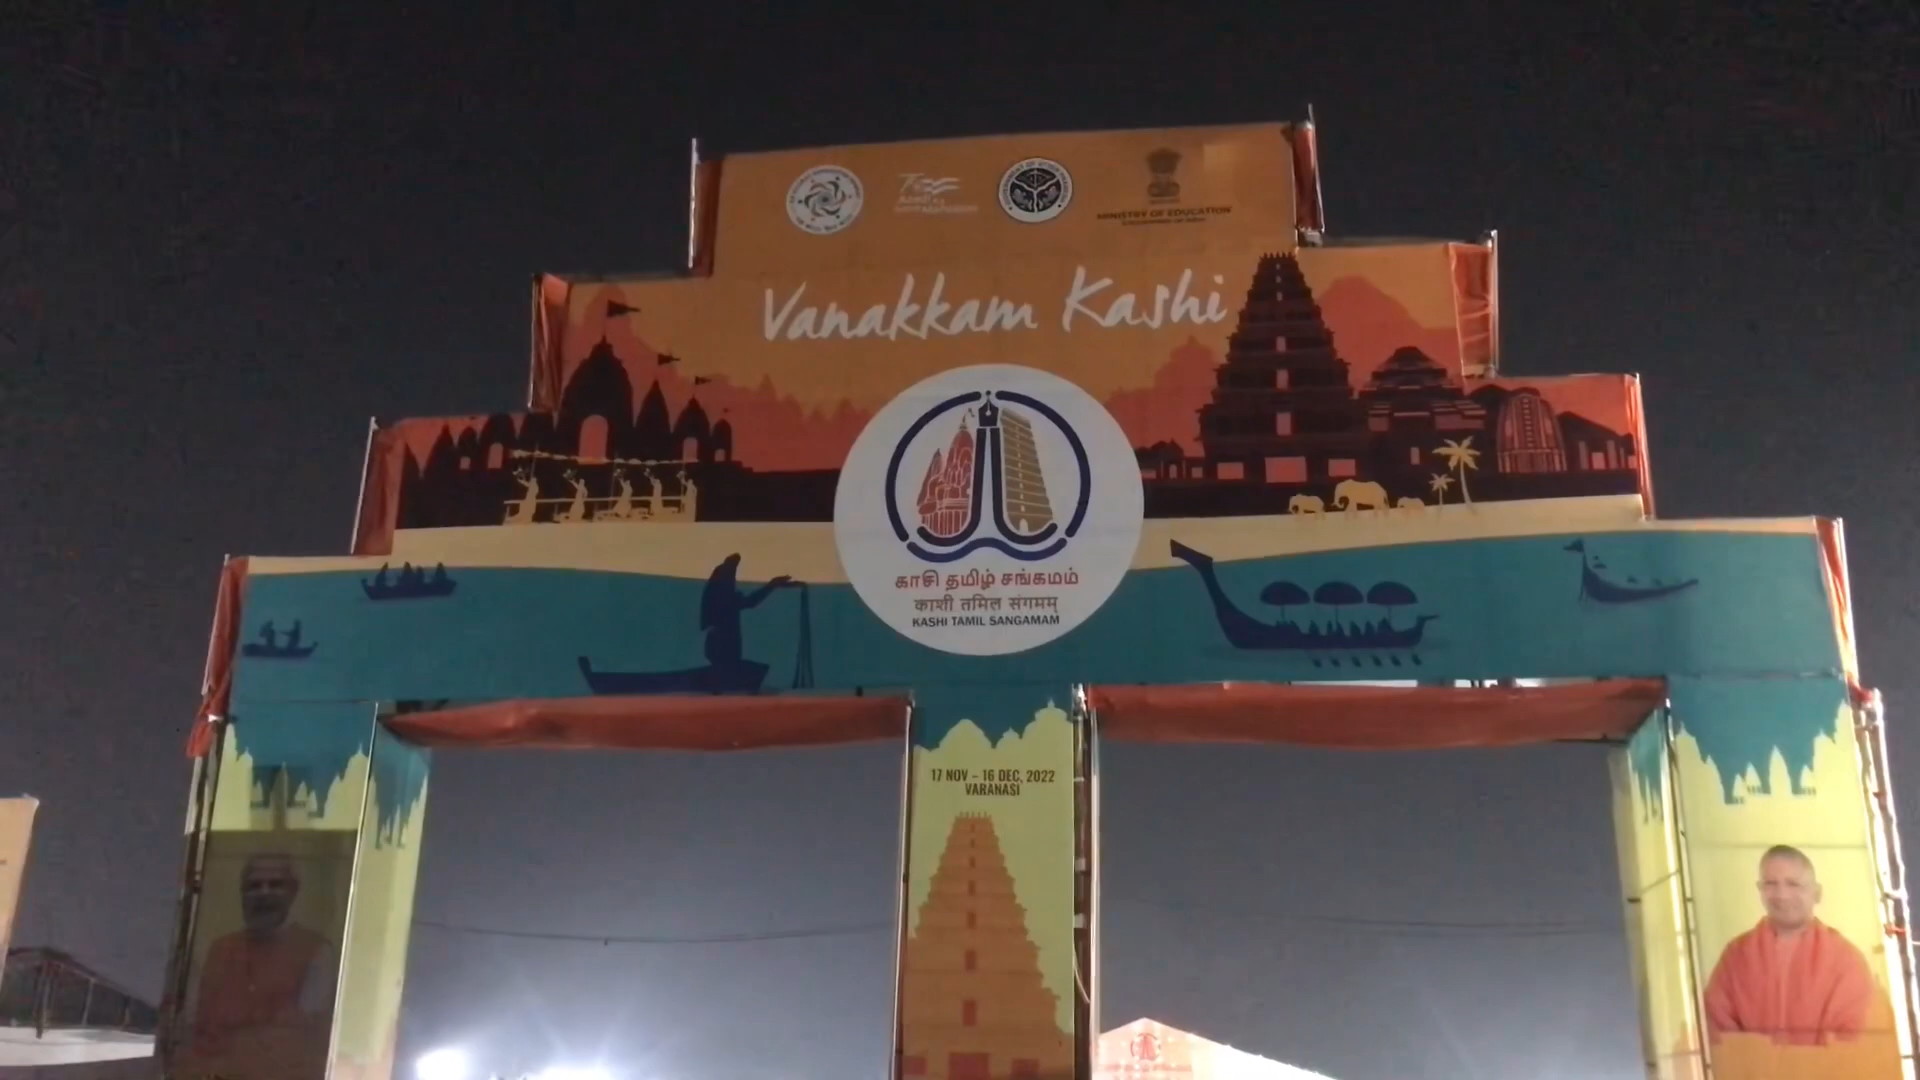 MINISTRY OF EDUCATION
Vanakkam Kashi
காசி தமிழ் சங்கமம்
काशी तमिल संगमम्
KASHI TAMIL SANGAMAM
17 NOV – 16 DEC, 2022
VARANASI